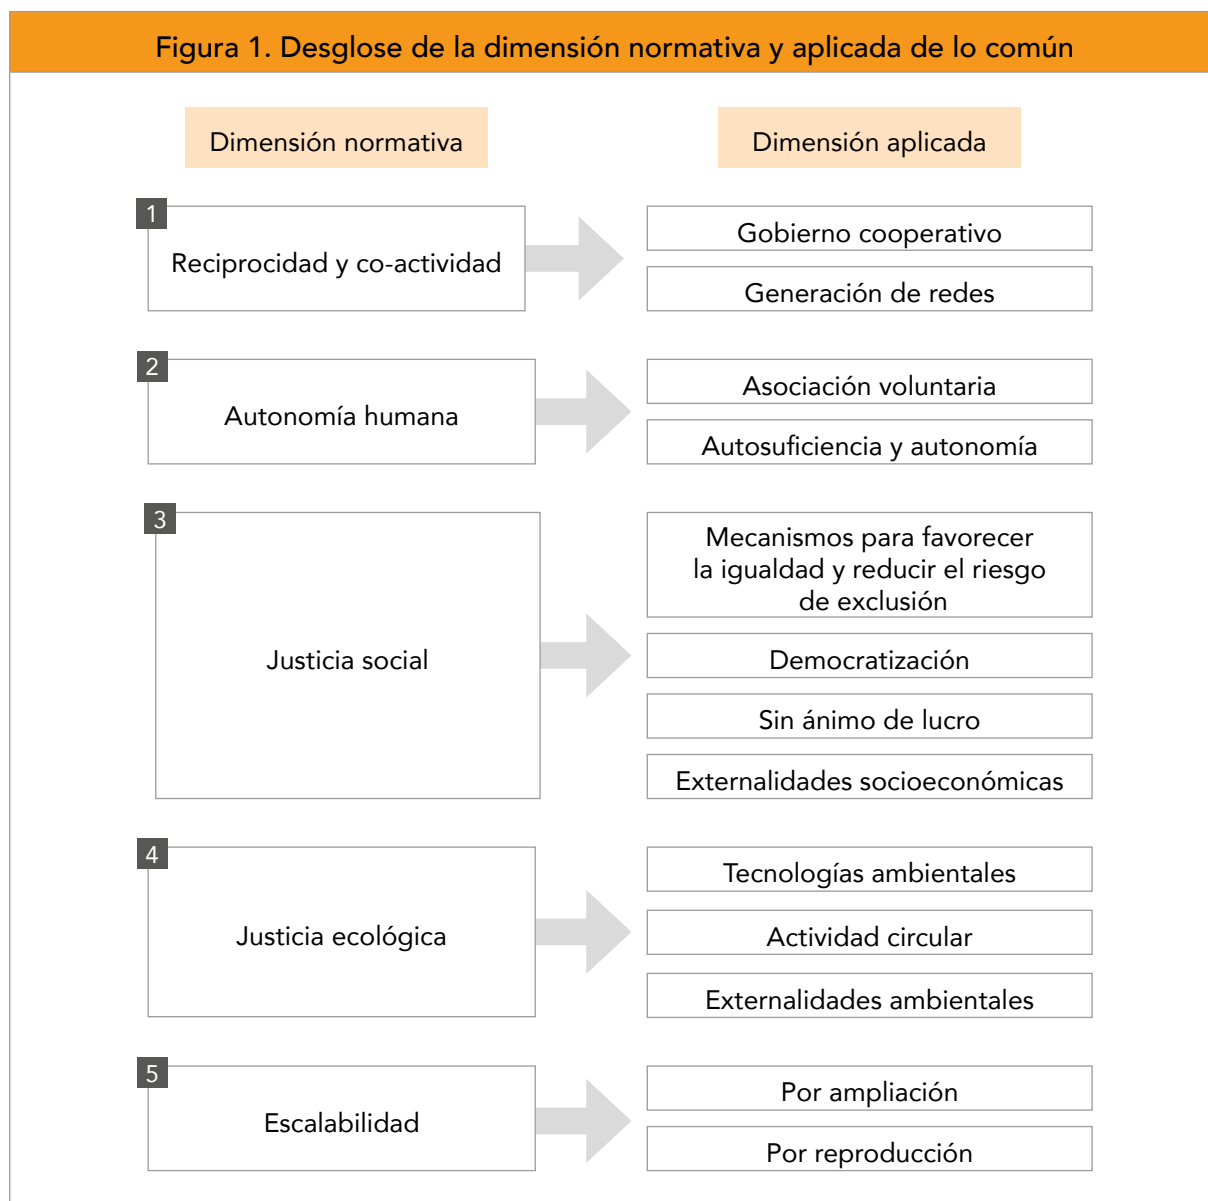 Figura 1. Desglose de la dimensión normativa y aplicada de lo común
Dimensión normativa
Dimensión aplicada
1
Reciprocidad y co-actividad
Gobierno cooperativo
Generación de redes
2
Autonomía humana
Asociación voluntaria
Autosuficiencia y autonomía
3
Justicia social
Mecanismos para favorecer
la igualdad y reducir el riesgo
de exclusión
Democratización
Sin ánimo de lucro
Externalidades socioeconómicas
4
Justicia ecológica
Tecnologías ambientales
Actividad circular
Externalidades ambientales
5
Escalabilidad
Por ampliación
Por reproducción